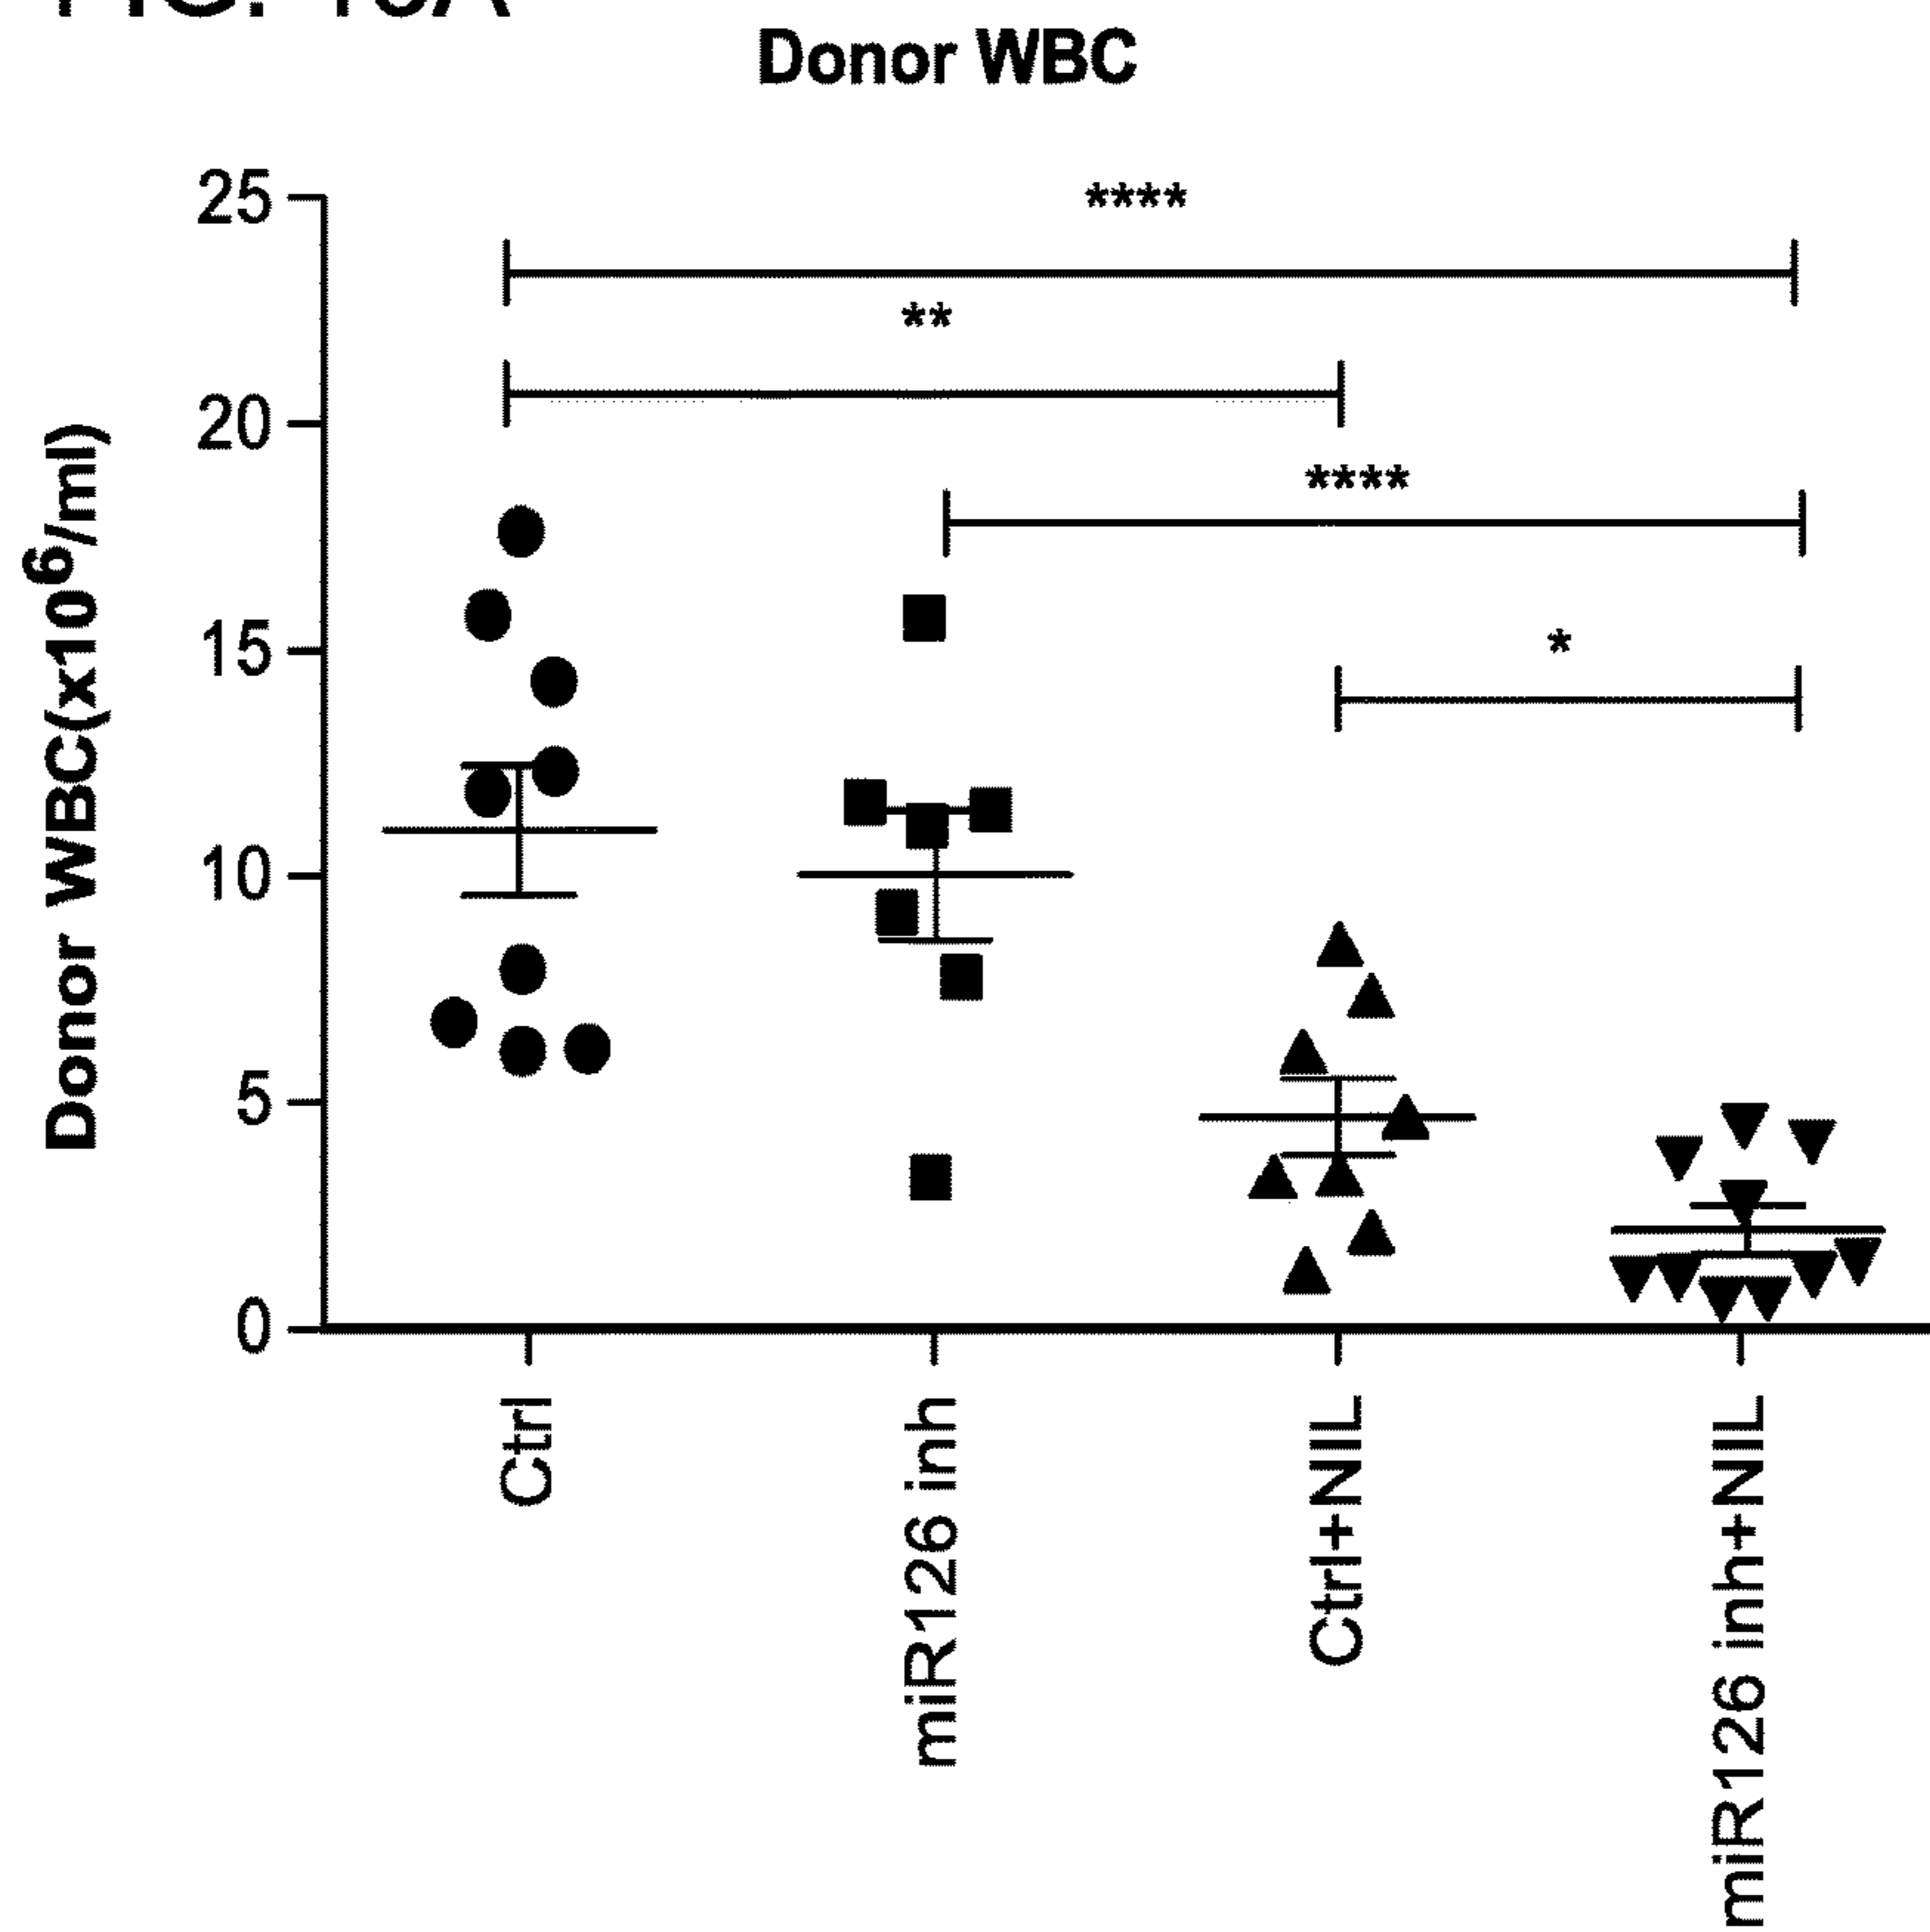 Donor WBC
Donor WBC(x10⁶/ml)
25
20
15
10
5
0
****
**
****
*
Ctrl
miR126 inh
Ctrl+NIL
miR126 inh+NIL